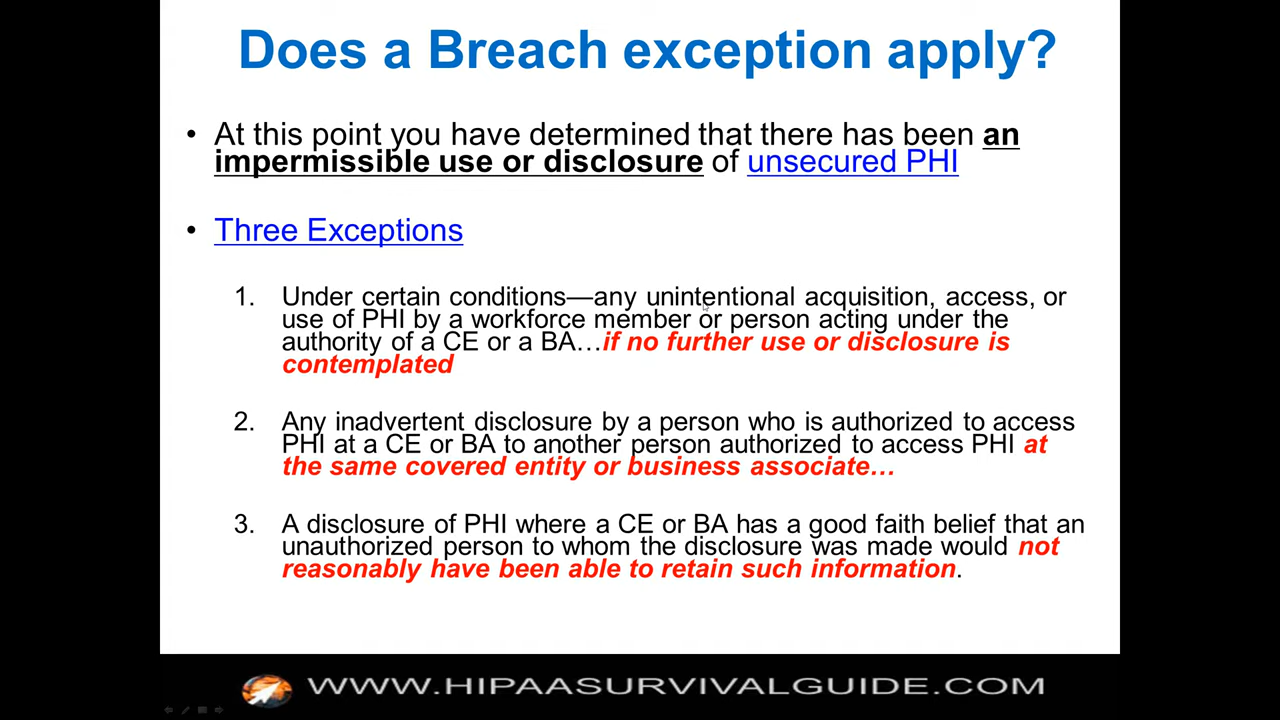 Does a Breach exception apply?
• At this point you have determined that there has been an
impermissible use or disclosure of unsecured PHI
• Three Exceptions
1. Under certain conditions—any unintentional acquisition, access, or
use of PHI by a workforce member or person acting under the
authority of a CE or a BA…if no further use or disclosure is
contemplated
2. Any inadvertent disclosure by a person who is authorized to access
PHI at a CE or BA to another person authorized to access PHI at
the same covered entity or business associate…
3. A disclosure of PHI where a CE or BA has a good faith belief that an
unauthorized person to whom the disclosure was made would not
reasonably have been able to retain such information.
WWW.HIPAASURVIVALGUIDE.COM